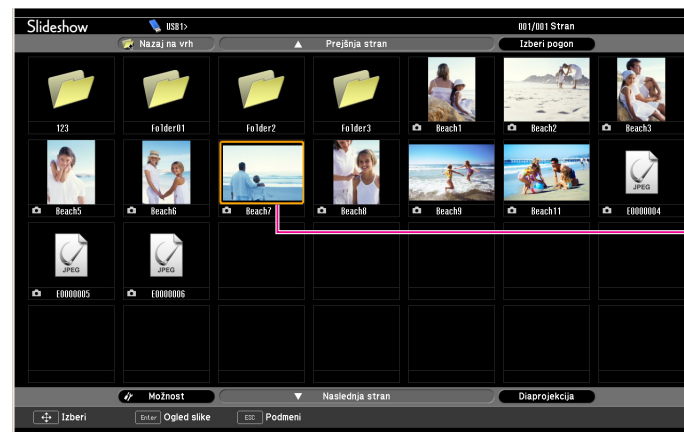 Slideshow USB1> 001/001 Stran
Nazaj na vrh Prejšnja stran Izberi pogon
123 Folder01 Folder2 Folder3 Beach1 Beach2 Beach3
JPEG
Beach5 Beach6 Beach7 Beach8 Beach9 Beach11 E0000004
JPEG JPEG
E0000005 E0000006
Možnost Naslednja stran Diaprojekcija
Izberi Enter Ogled slike ESC Podmeni